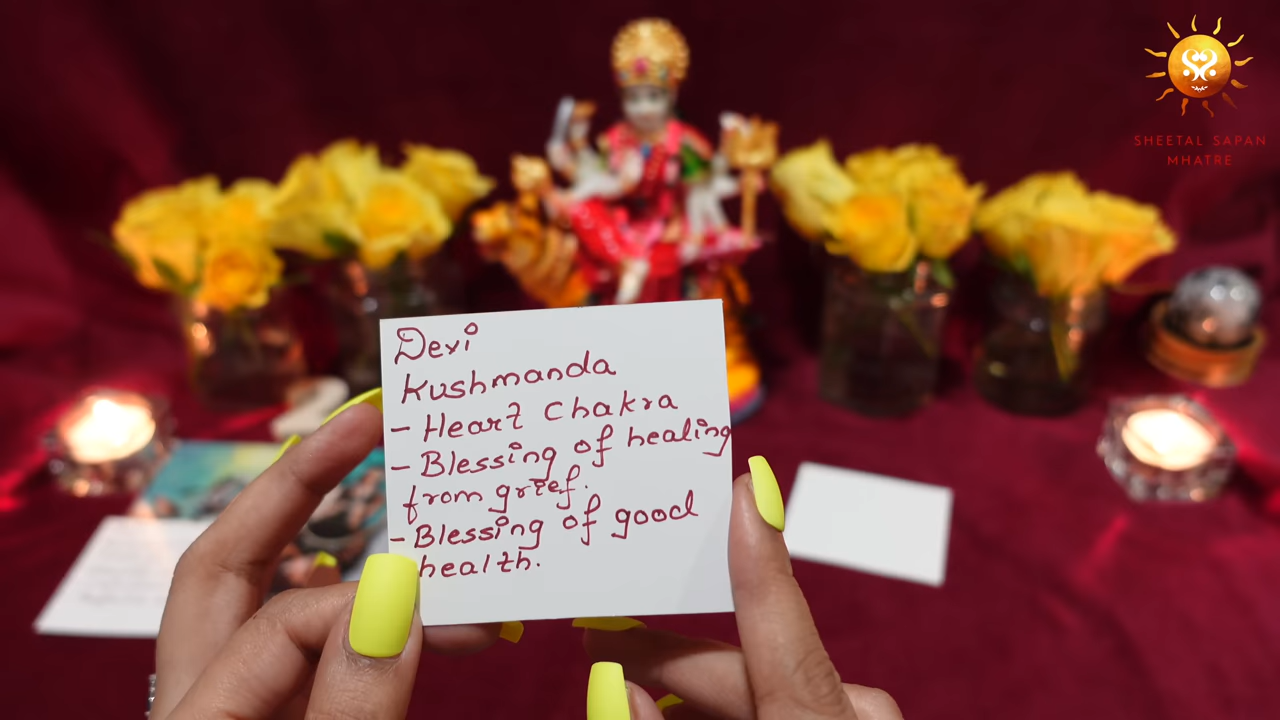 Devi
Kushmanda
- Heart Chakra
- Blessing of healing
from grief.
- Blessing of good
health.
SHEETAL SAPAN
MHATRE